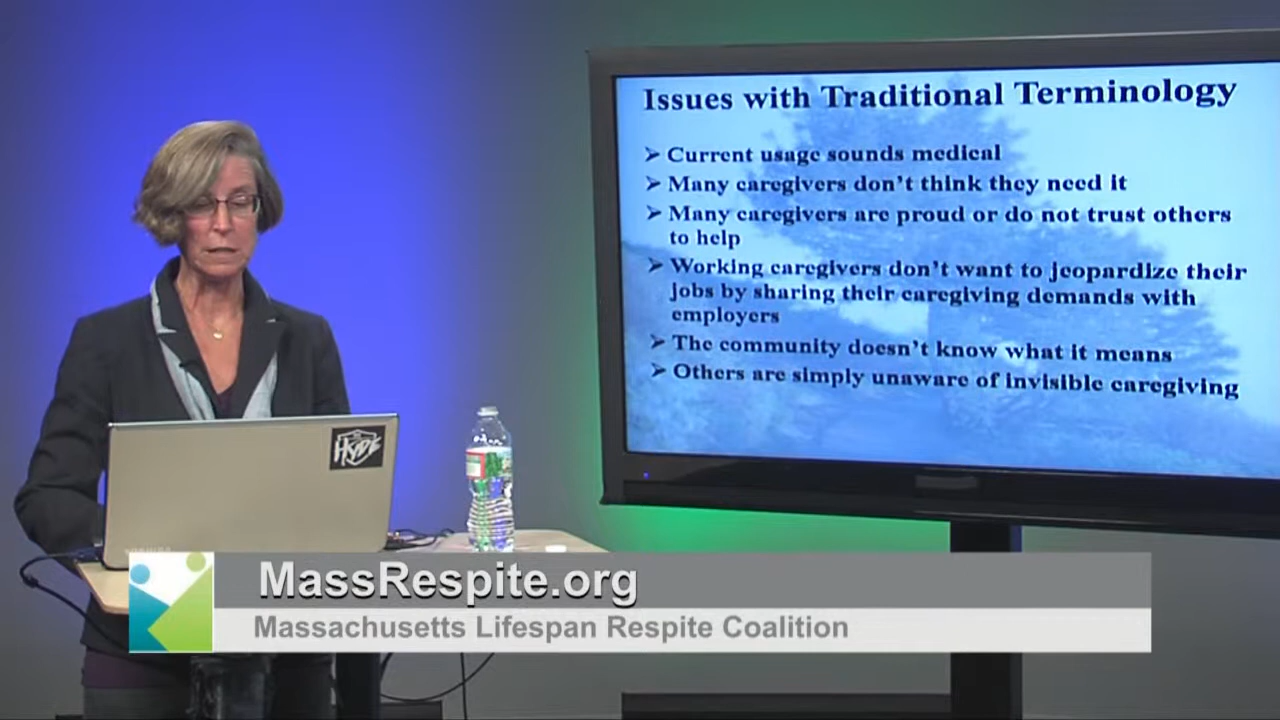 Issues with Traditional Terminology
➢ Current usage sounds medical
➢ Many caregivers don't think they need it
➢ Many caregivers are proud or do not trust others
to help
➢ Working caregivers don't want to jeopardize their
jobs by sharing their caregiving demands with
employers
➢ The community doesn't know what it means
➢ Others are simply unaware of invisible caregiving
HYDE
MassRespite.org
Massachusetts Lifespan Respite Coalition